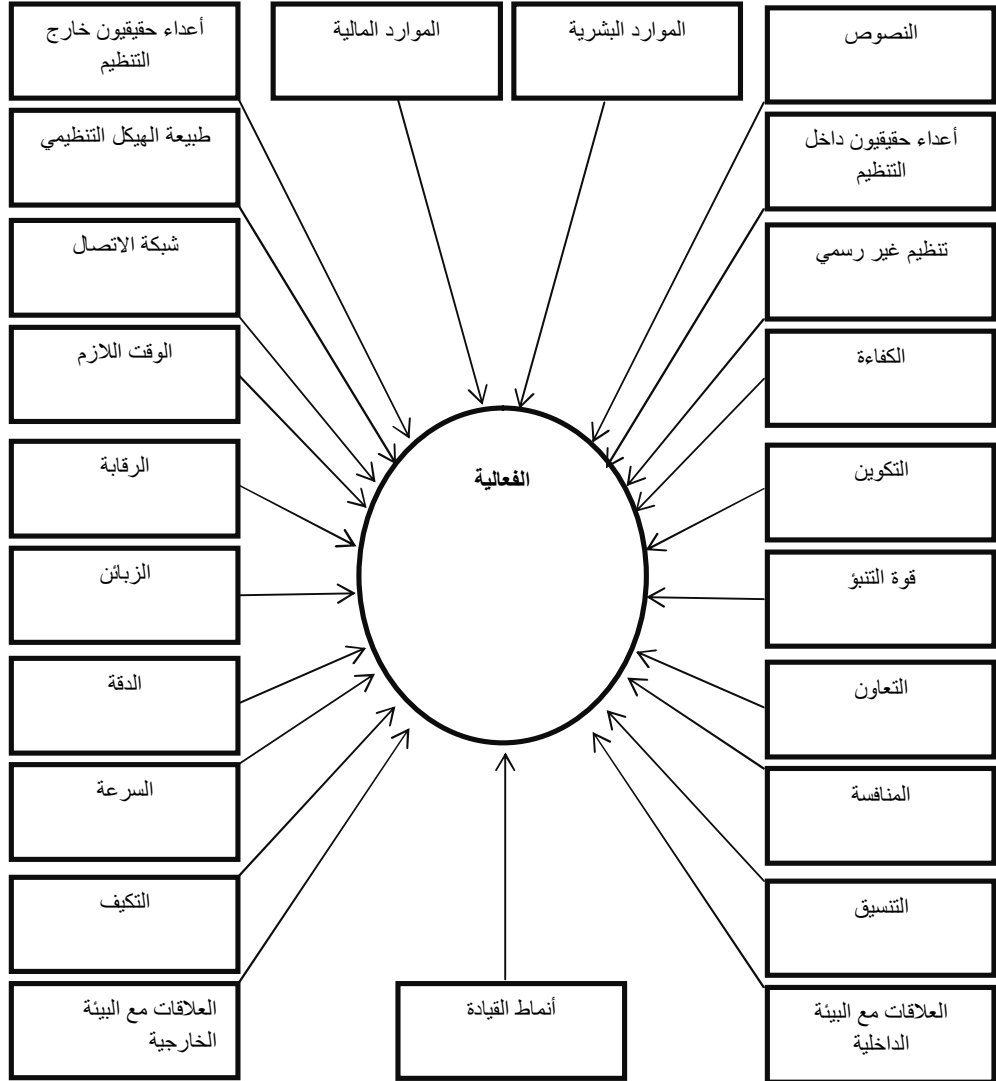 النصوص
الموارد البشرية
الموارد المالية
أعداء حقيقيون خارج
التنظيم
أعداء حقيقيون داخل
التنظيم
طبيعة الهيكل التنظيمي
تنظيم غير رسمي
شبكة الاتصال
الكفاءة
الوقت اللازم
التكوين
الرقابة
الفعالية
قوة التنبؤ
الزبائن
التعاون
الدقة
المنافسة
السرعة
التنسيق
التكيف
العلاقات مع البيئة
الداخلية
أنماط القيادة
العلاقات مع البيئة
الخارجية